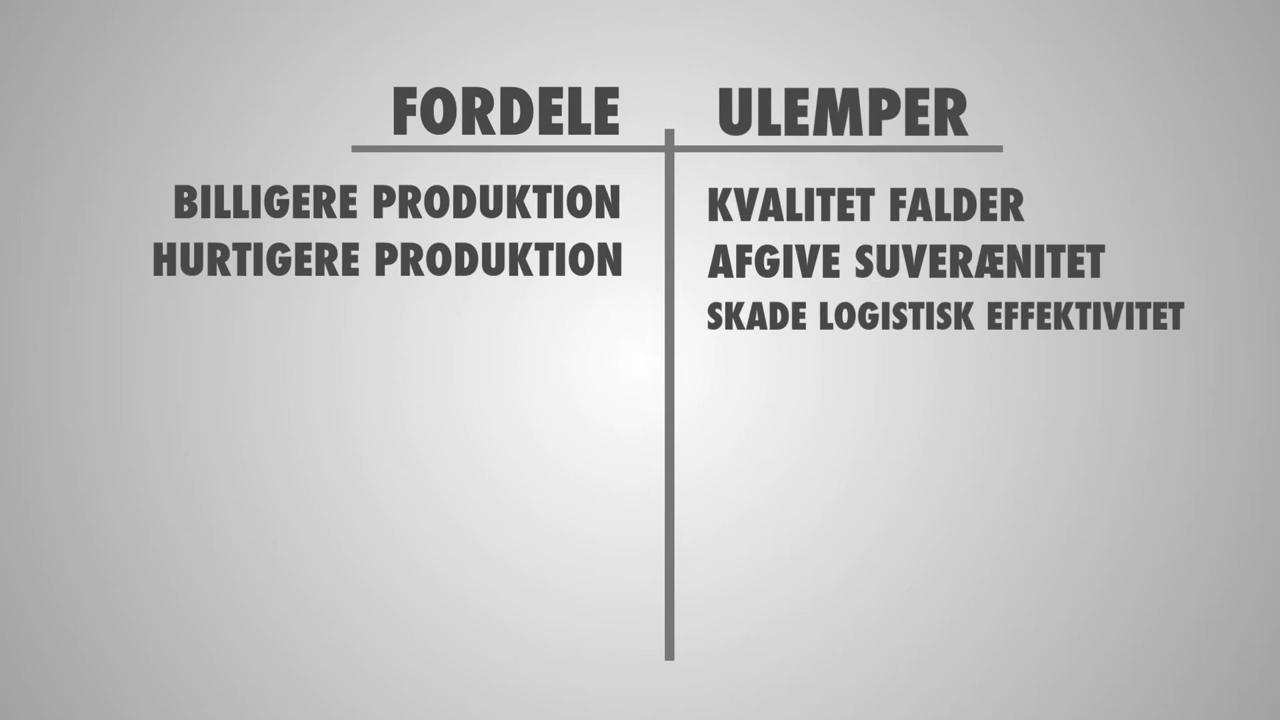 FORDELE
BILLIGERE PRODUKTION
HURTIGERE PRODUKTION
ULEMPER
KVALITET FALDER
AFGIVE SUVERÆNITET
SKADE LOGISTISK EFFEKTIVITET